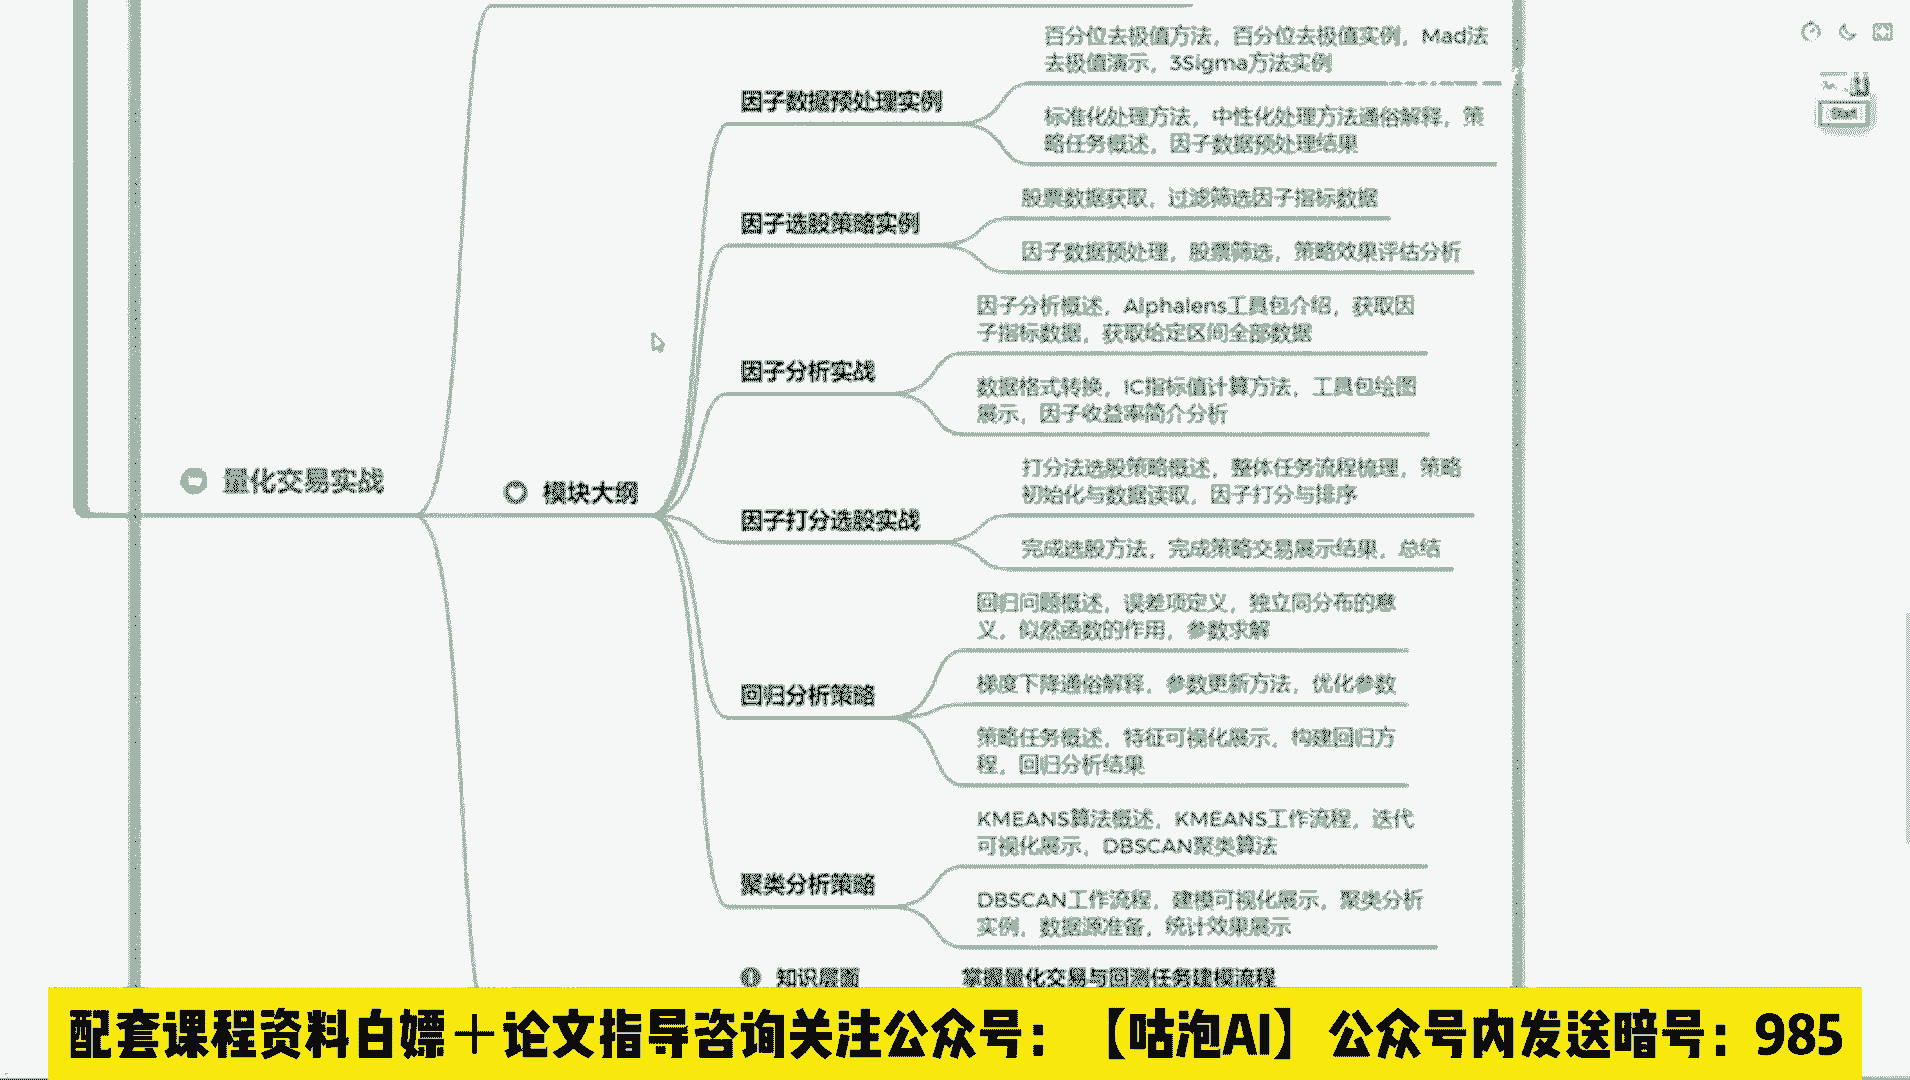 百分位去极值方法，百分位去极值实例，Mad法
去极值演示，3Sigma方法实例
因子数据预处理实例
标准化处理方法，中性化处理方法通俗解释，策
略任务概述，因子数据预处理结果
股票数据获取，过滤筛选因子指标数据
因子选股策略实例
因子数据预处理，股票筛选，策略效果评估分析
因子分析概述，Alphalens工具包介绍，获取因
子指标数据，获取给定区间全部数据
因子分析实战
数据格式转换，IC指标值计算方法，工具包绘图
展示，因子收益率简介分析
量化交易实战
模块大纲
打分法选股策略概述，整体任务流程梳理，策略
初始化与数据读取，因子打分与排序
因子打分选股实战
完成选股方法，完成策略交易展示结果，总结
回归问题概述，误差项定义，独立同分布的意
义，似然函数的作用，参数求解
回归分析策略
梯度下降通俗解释，参数更新方法，优化参数
策略任务概述，特征可视化展示，构建回归方
程，回归分析结果
KMEANS算法概述，KMEANS工作流程，迭代
可视化展示，DBSCAN聚类算法
聚类分析策略
DBSCAN工作流程，建模可视化展示，聚类分析
实例，数据源准备，统计效果展示
知识层面
掌握量化交易与回测任务建模流程
配套课程资料白嫖＋论文指导咨询关注公众号：【咕泡AI】公众号内发送暗号：985